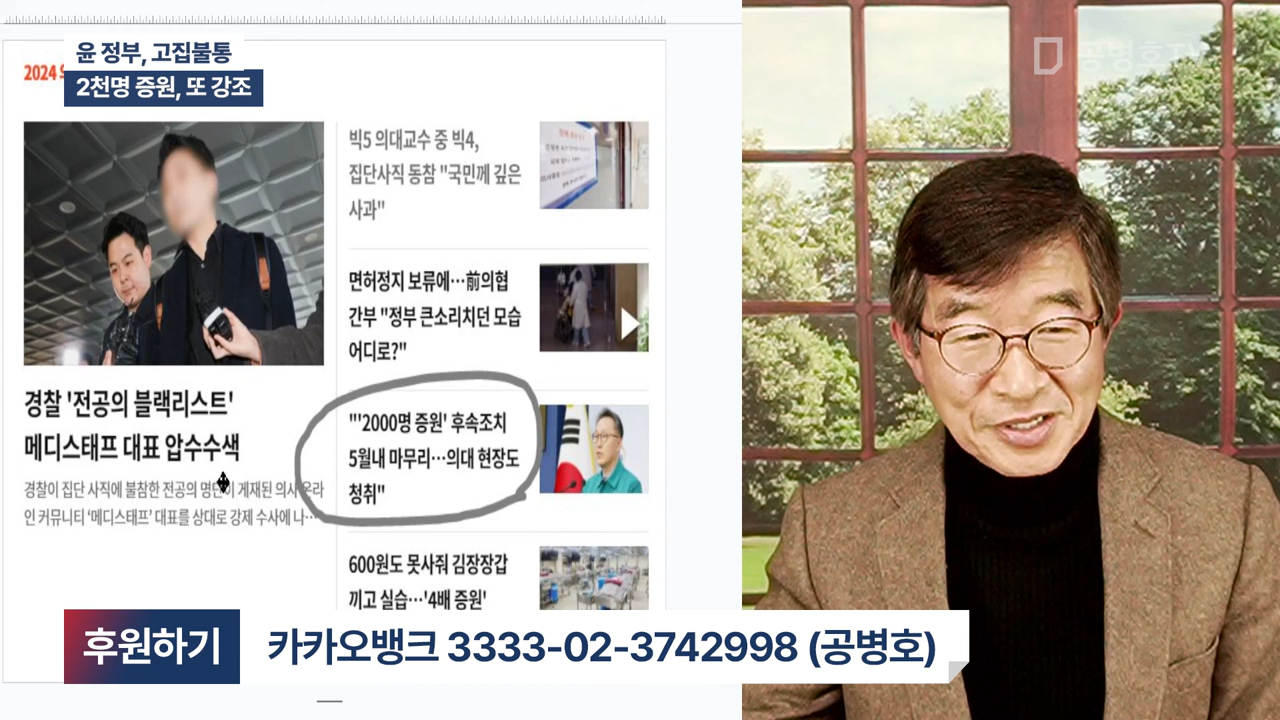 윤 정부, 고집불통
2024
2천명 증원, 또 강조
공병호TV
빅5 의대교수 중 빅4,
집단사직 동참 "국민께 깊은
사과"
면허정지 보류에…前의협
간부 "정부 큰소리치던 모습
어디로?"
경찰 '전공의 블랙리스트'
메디스태프 대표 압수수색
경찰이 집단 사직에 불참한 전공의 명단이 게재된 의사 온라
인 커뮤니티 '메디스태프' 대표를 상대로 강제 수사에 나…
"'2000명 증원' 후속조치
5월내 마무리…의대 현장도
청취"
600원도 못사줘 김장장갑
끼고 실습…'4배 증원'
후원하기
카카오뱅크 3333-02-3742998 (공병호)